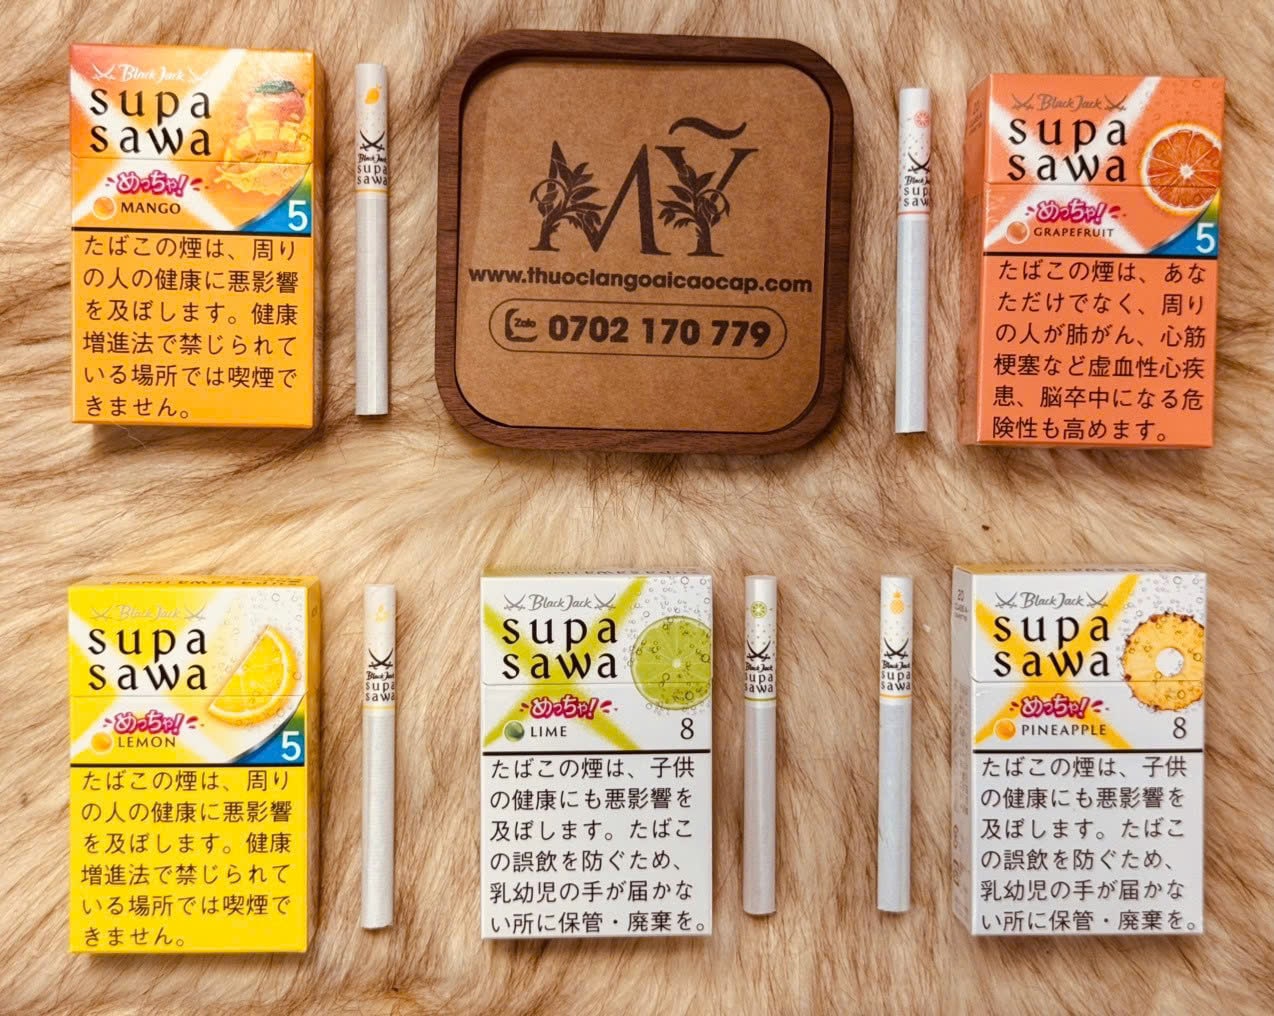 Black Jack
supa
sawa
めっちゃ!
MANGO
5
たばこの煙は、周り
の人の健康に悪影響
を及ぼします。健康
増進法で禁じられて
いる場所では喫煙で
きません。
Black Jack
supa
sawa
MỸ
www.thuoclangoaicaocap.com
Zalo 0702 170 779
Black Jack
supa
sawa
Black Jack
supa
sawa
めっちゃ!
GRAPEFRUIT
5
たばこの煙は、あな
ただけでなく、周り
の人が肺がん、心筋
梗塞など虚血性心疾
患、脳卒中になる危
険性も高めます。
Black Jack
supa
sawa
めっちゃ!
LEMON
5
たばこの煙は、周り
の人の健康に悪影響
を及ぼします。健康
増進法で禁じられて
いる場所では喫煙で
きません。
Black Jack
supa
sawa
Black Jack
supa
sawa
めっちゃ!
LIME
8
たばこの煙は、子供
の健康にも悪影響を
及ぼします。たばこ
の誤飲を防ぐため、
乳幼児の手が届かな
い所に保管・廃棄を。
Black Jack
supa
sawa
Black Jack
supa
sawa
Black Jack
supa
sawa
めっちゃ!
PINEAPPLE
8
たばこの煙は、子供
の健康にも悪影響を
及ぼします。たばこ
の誤飲を防ぐため、
乳幼児の手が届かな
い所に保管・廃棄を。